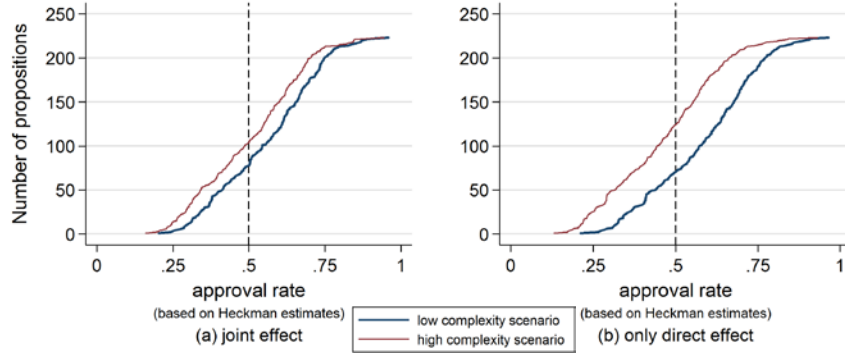 Number of propositions
250
200
150
100
50
0
0
.25
.5
.75
1
approval rate
(based on Heckman estimates)
(a) joint effect
250
200
150
100
50
0
0
.25
.5
.75
1
approval rate
(based on Heckman estimates)
(b) only direct effect
low complexity scenario
high complexity scenario